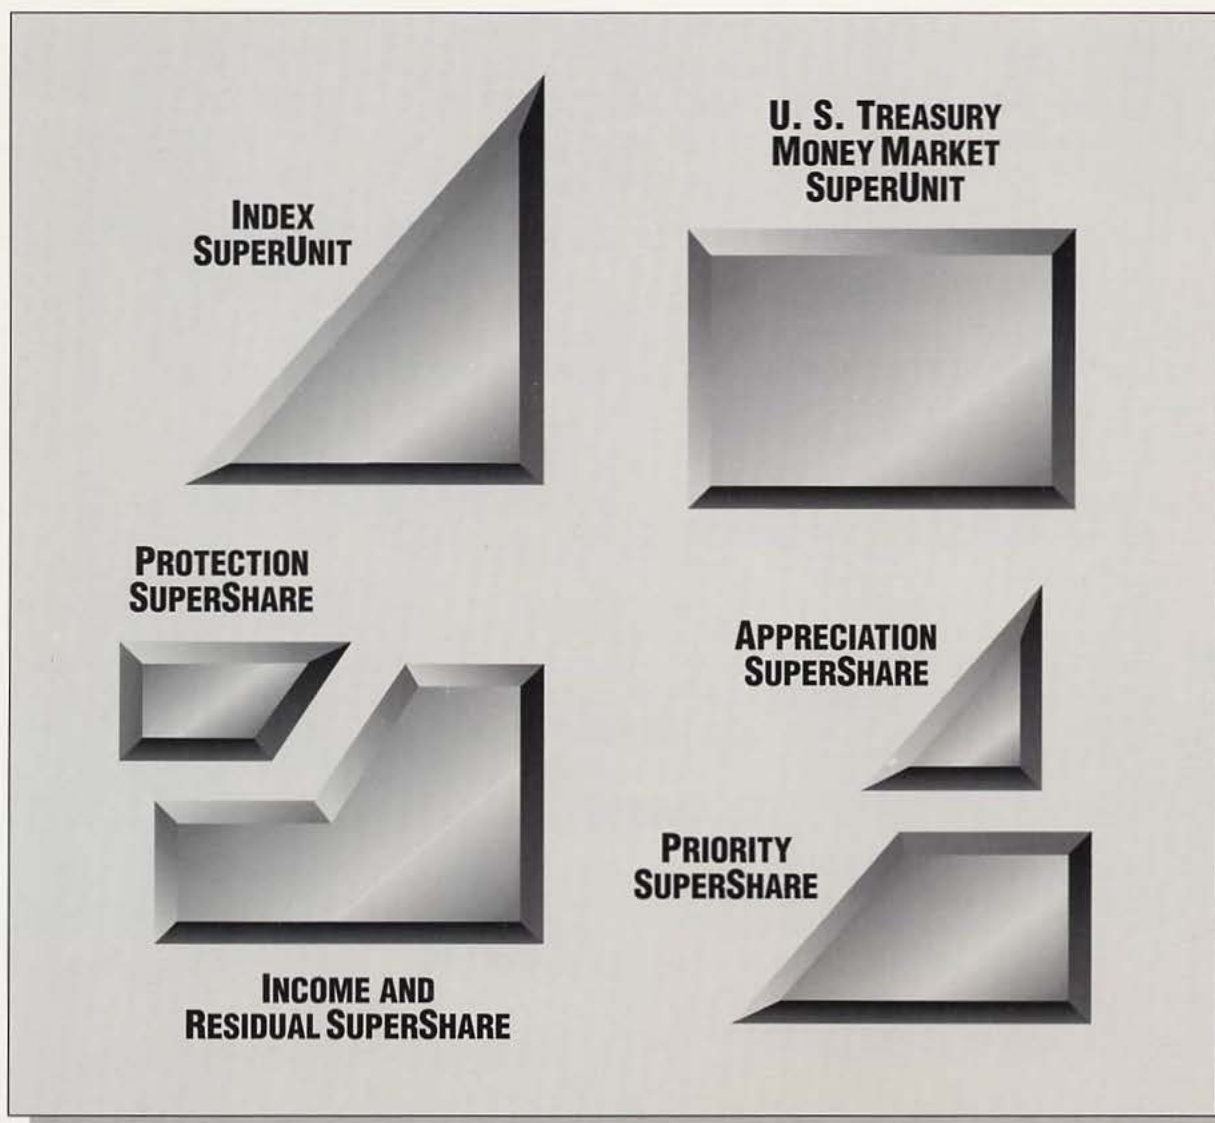 INDEX
SUPERUNIT
U. S. TREASURY
MONEY MARKET
SUPERUNIT
PROTECTION
SUPERSHARE
APPRECIATION
SUPERSHARE
PRIORITY
SUPERSHARE
INCOME AND
RESIDUAL SUPERSHARE